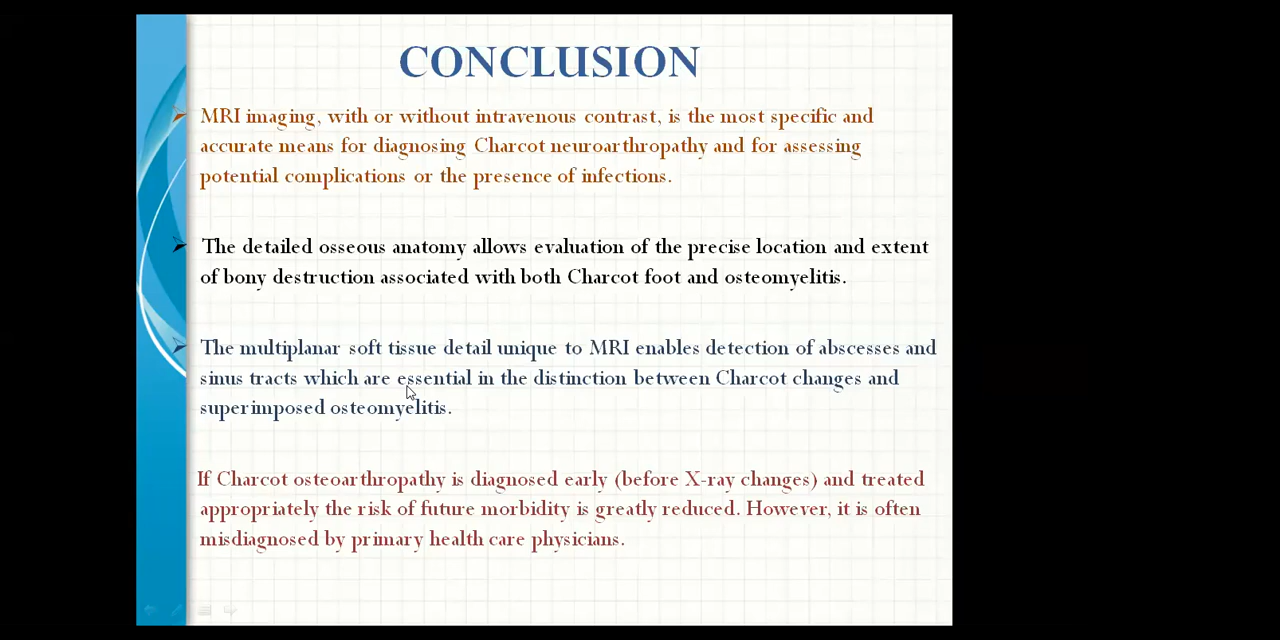 CONCLUSION
MRI imaging, with or without intravenous contrast, is the most specific and
accurate means for diagnosing Charcot neuroarthropathy and for assessing
potential complications or the presence of infections.
The detailed osseous anatomy allows evaluation of the precise location and extent
of bony destruction associated with both Charcot foot and osteomyelitis.
The multiplanar soft tissue detail unique to MRI enables detection of abscesses and
sinus tracts which are essential in the distinction between Charcot changes and
superimposed osteomyelitis.
If Charcot osteoarthropathy is diagnosed early (before X-ray changes) and treated
appropriately the risk of future morbidity is greatly reduced. However, it is often
misdiagnosed by primary health care physicians.